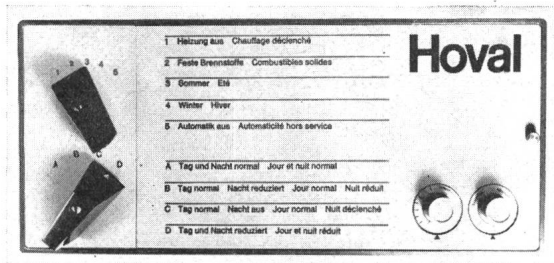 1 2 3 4 5
A B C D
1 Heizung aus Chauffage déclenché
2 Feste Brennstoffe Combustibles solides
3 Sommer Eté
4 Winter Hiver
5 Automatik aus Automaticité hors service
A Tag und Nacht normal Jour et nuit normal
B Tag normal Nacht reduziert Jour normal Nuit réduit
C Tag normal Nacht aus Jour normal Nuit déclenché
D Tag und Nacht reduziert Jour et nuit réduit
Hoval